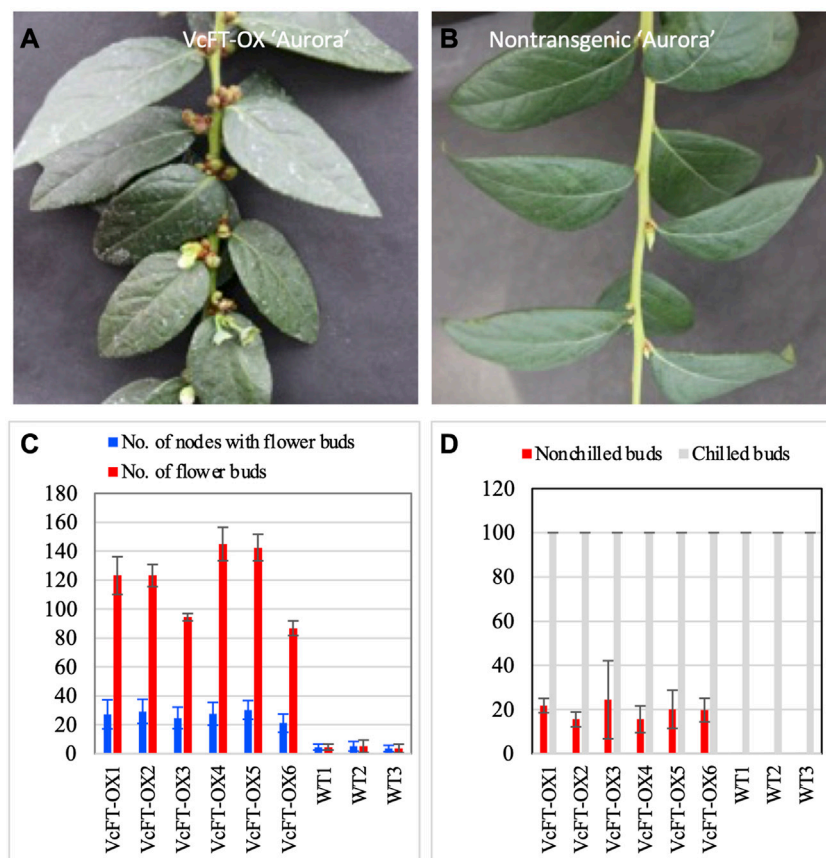 A
VcFT-OX 'Aurora'
B
Nontransgenic 'Aurora'
C
No. of nodes with flower buds
No. of flower buds
180
160
140
120
100
80
60
40
20
0
VcFT-OX1
VcFT-OX2
VcFT-OX3
VcFT-OX4
VcFT-OX5
VcFT-OX6
WT1
WT2
WT3
D
Nonchilled buds
Chilled buds
120
100
80
60
40
20
0
VcFT-OX1
VcFT-OX2
VcFT-OX3
VcFT-OX4
VcFT-OX5
VcFT-OX6
WT1
WT2
WT3